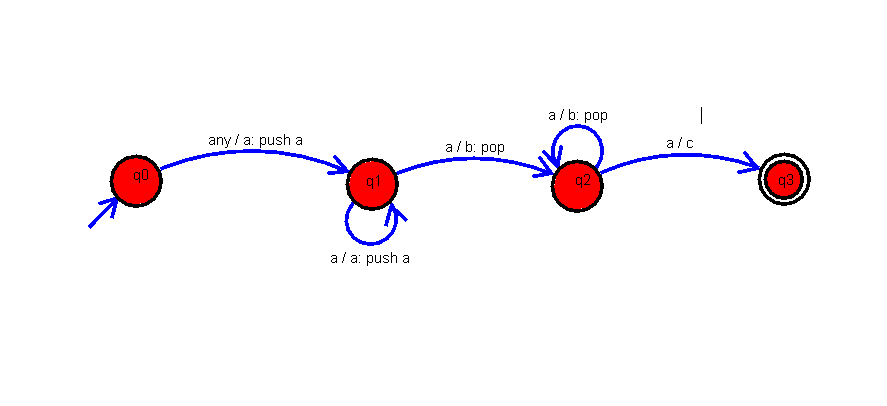 a / b: pop
any / a: push a
a / b: pop
a / c
q0
q1
q2
q3
a / a: push a